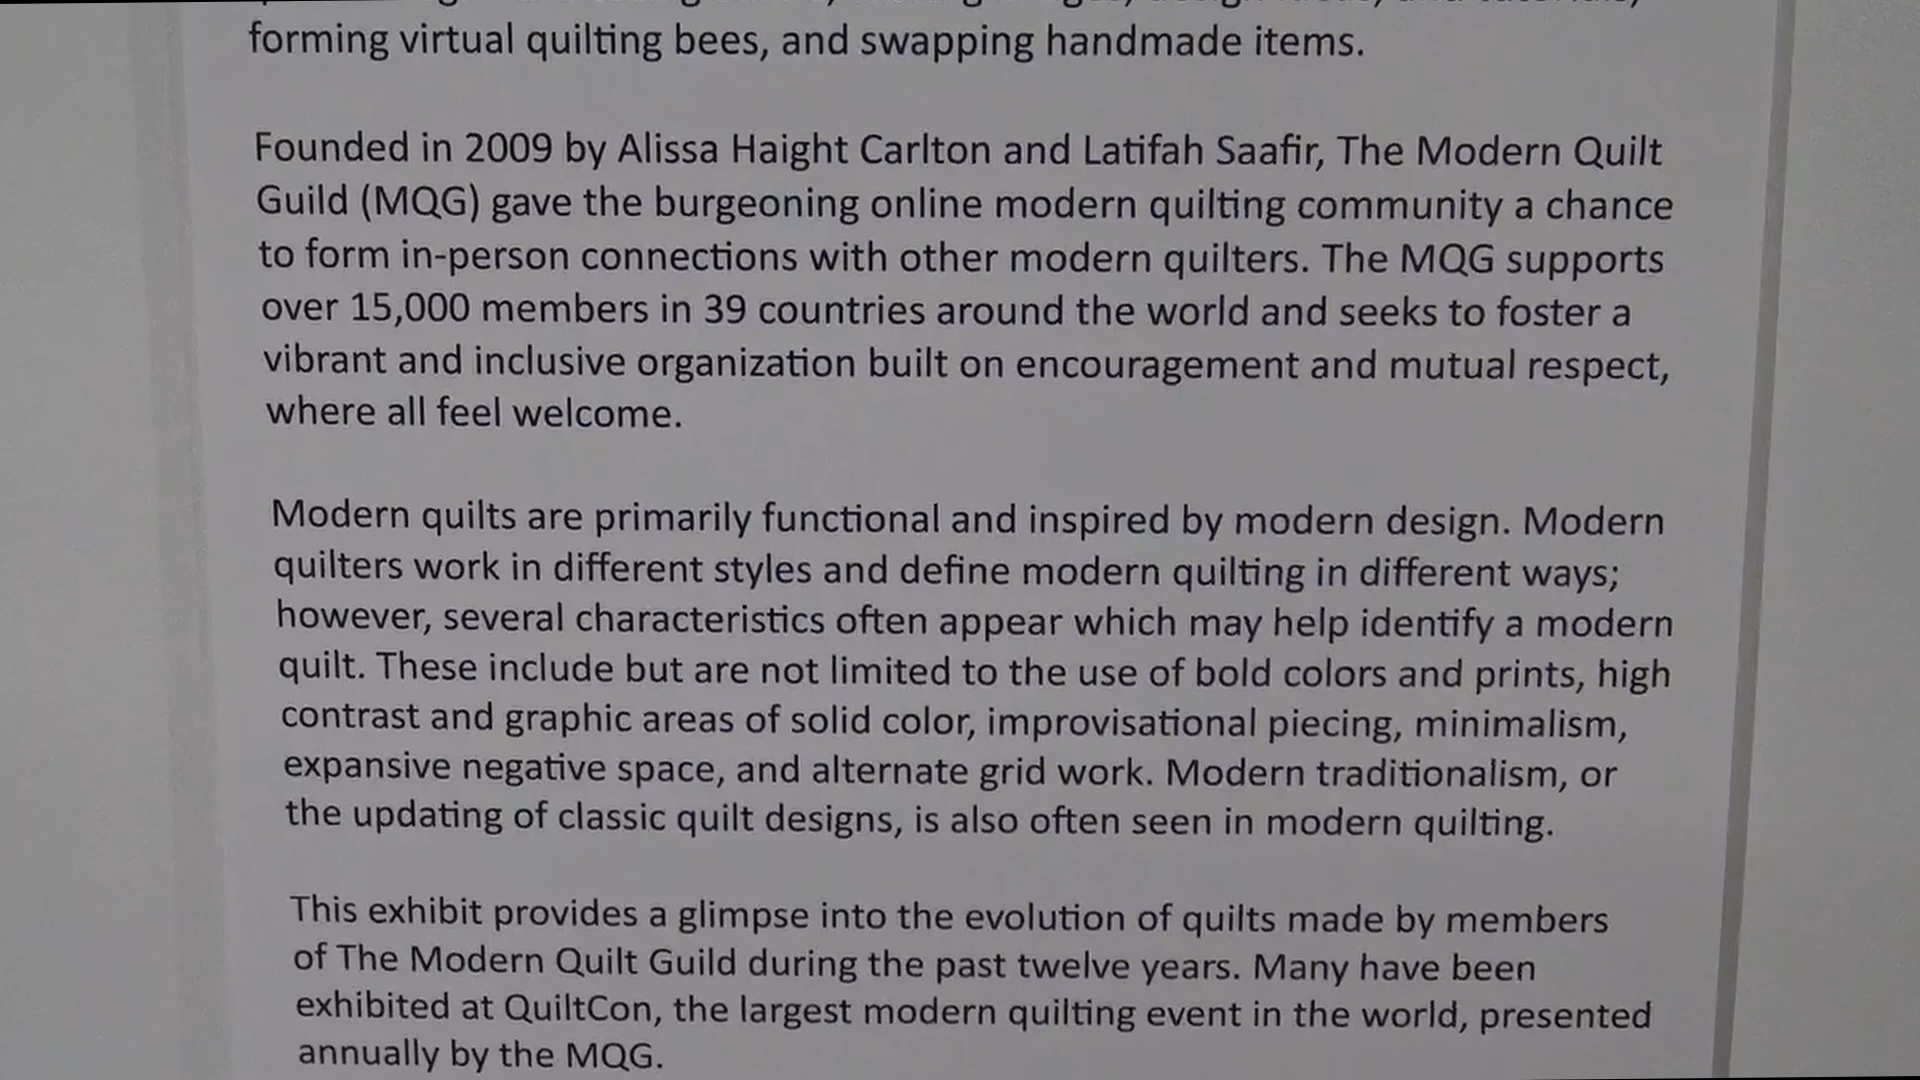 forming virtual quilting bees, and swapping handmade items.
Founded in 2009 by Alissa Haight Carlton and Latifah Saafir, The Modern Quilt
Guild (MQG) gave the burgeoning online modern quilting community a chance
to form in-person connections with other modern quilters. The MQG supports
over 15,000 members in 39 countries around the world and seeks to foster a
vibrant and inclusive organization built on encouragement and mutual respect,
where all feel welcome.
Modern quilts are primarily functional and inspired by modern design. Modern
quilters work in different styles and define modern quilting in different ways;
however, several characteristics often appear which may help identify a modern
quilt. These include but are not limited to the use of bold colors and prints, high
contrast and graphic areas of solid color, improvisational piecing, minimalism,
expansive negative space, and alternate grid work. Modern traditionalism, or
the updating of classic quilt designs, is also often seen in modern quilting.
This exhibit provides a glimpse into the evolution of quilts made by members
of The Modern Quilt Guild during the past twelve years. Many have been
exhibited at QuiltCon, the largest modern quilting event in the world, presented
annually by the MQG.